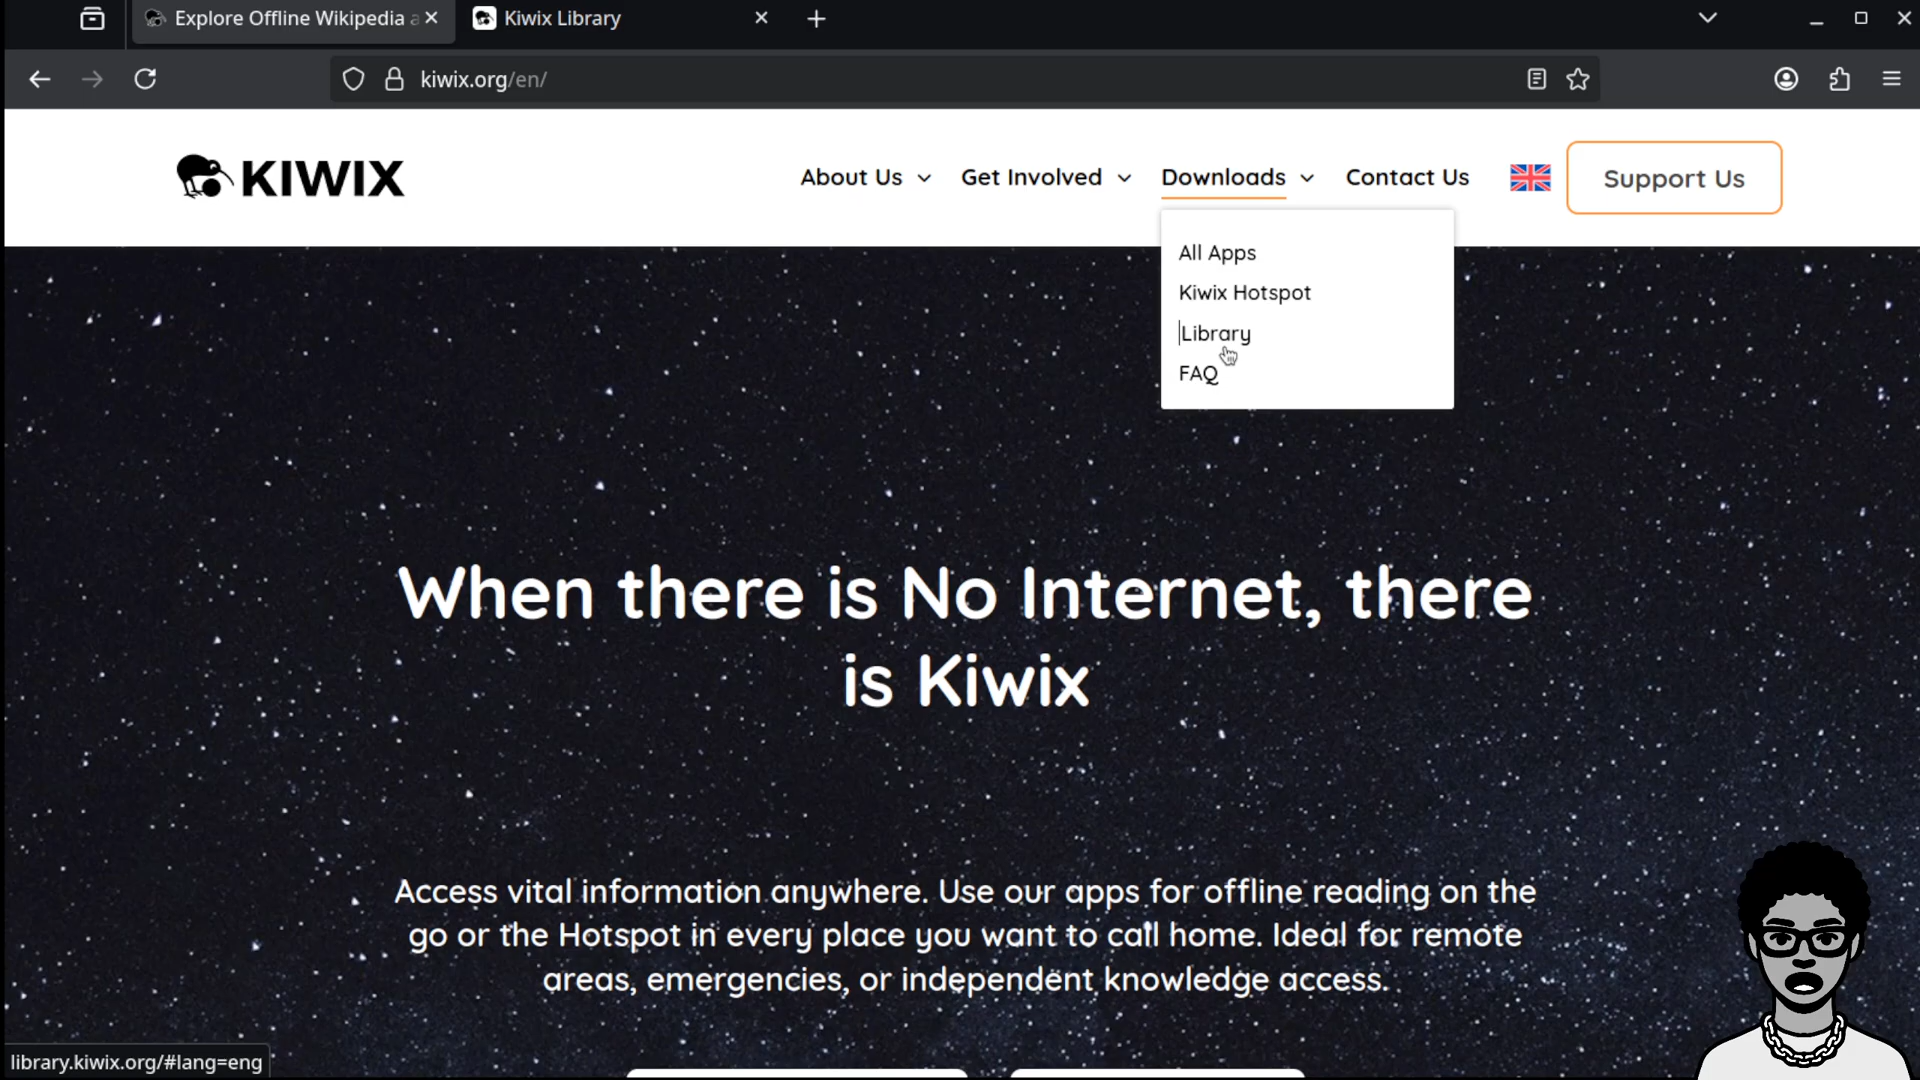 Explore Offline Wikipedia a
Kiwix Library
kiwix.org/en/
KIWIX
About Us
Get Involved
Downloads
Contact Us
Support Us
All Apps
Kiwix Hotspot
Library
FAQ
When there is No Internet, there
is Kiwix
Access vital information anywhere. Use our apps for offline reading on the
go or the Hotspot in every place you want to call home. Ideal for remote
areas, emergencies, or independent knowledge access.
library.kiwix.org/#lang=eng